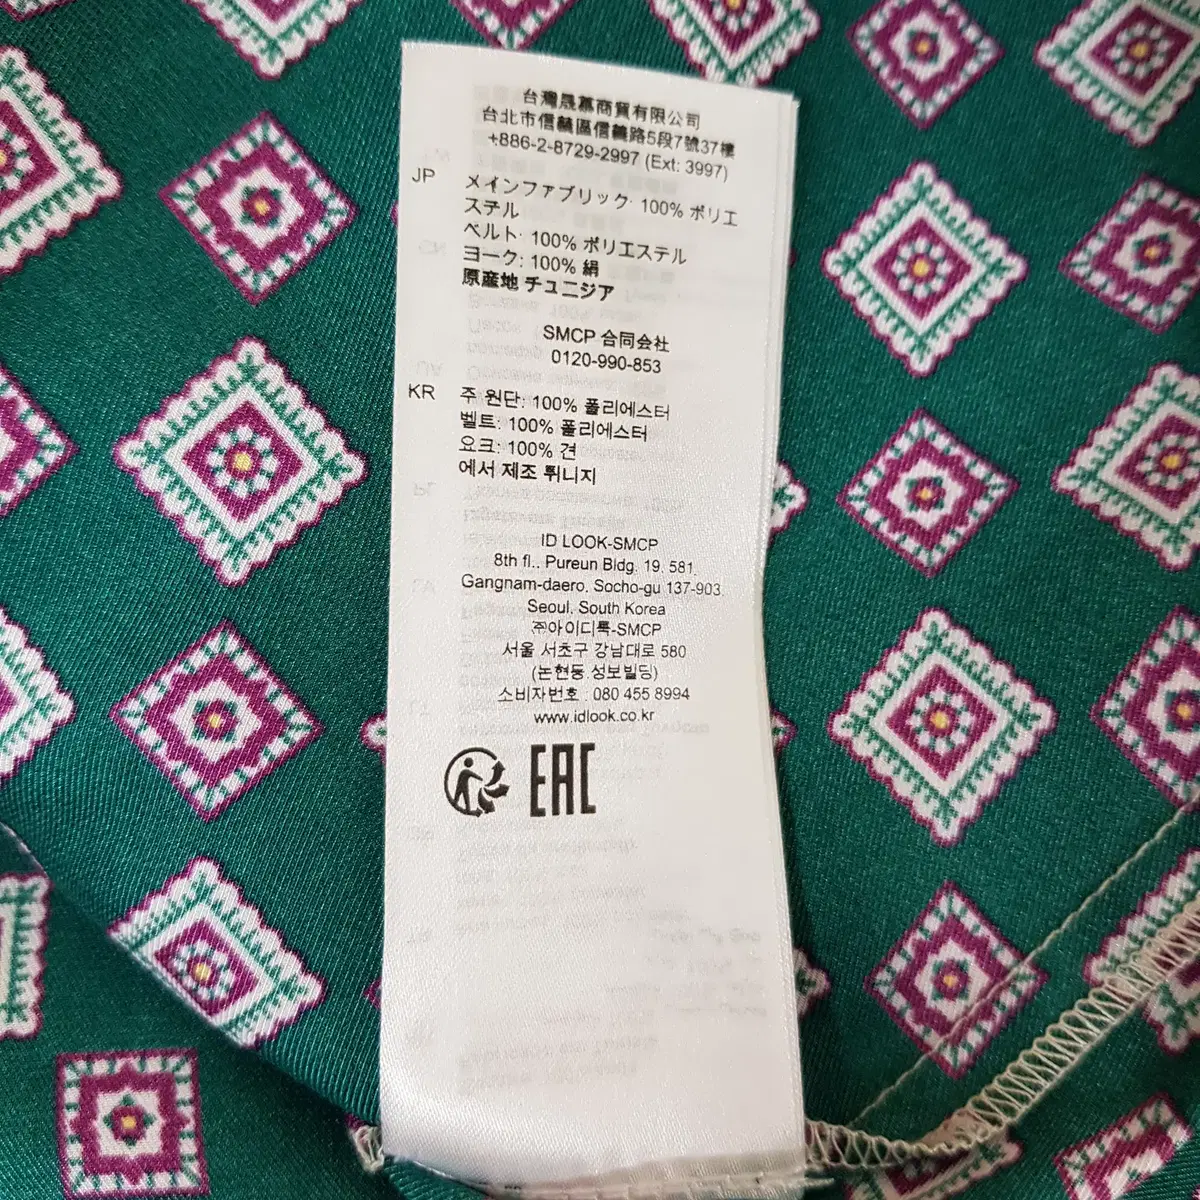 台灣晟慕商貿有限公司
台北市信義區信義路5段7號37樓
+886-2-8729-2997 (Ext: 3997)
JP メインファブリック: 100% ポリエ
ステル
ベルト: 100% ポリエステル
ヨーク: 100% 絹
原産地 チュニジア
SMCP 合同会社
0120-990-853
KR 주 원단: 100% 폴리에스터
벨트: 100% 폴리에스터
요크: 100% 견
에서 제조 튀니지
ID LOOK-SMCP
8th fl., Pureun Bldg. 19. 581,
Gangnam-daero, Socho-gu 137-903
Seoul, South Korea
㈜아이디룩-SMCP
서울 서초구 강남대로 580
(논현동 성보빌딩)
소비자번호 : 080 455 8994
www.idlook.co.kr
EAC